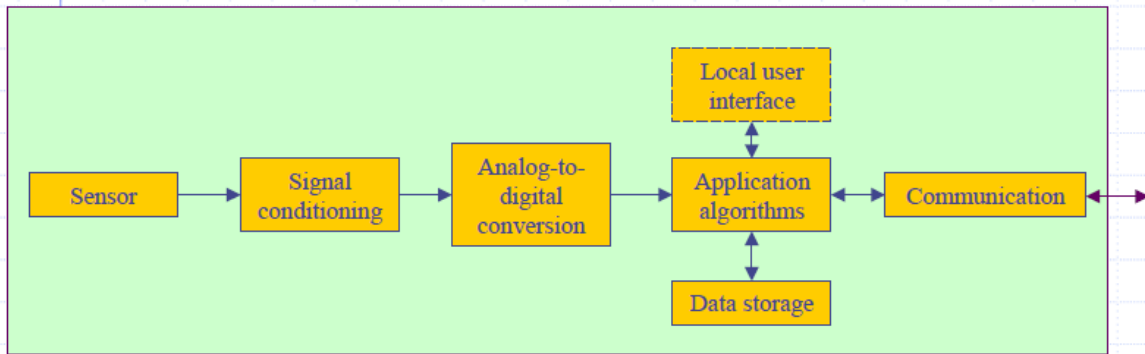 Local user
interface
Sensor
Signal
conditioning
Analog-to-
digital
conversion
Application
algorithms
Communication
Data storage